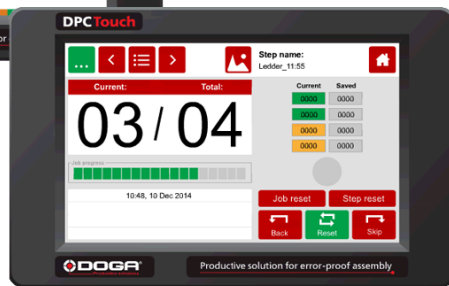 DPCTouch
or
...
Step name:
Ledder_11:55
Current: Total:
03 / 04
Current Saved
0000 0000
0000 0000
0000 0000
0000 0000
Job progress
10:48, 10 Dec 2014
Job reset Step reset
Back Reset Skip
DOGA
Productive solution for error-proof assembly